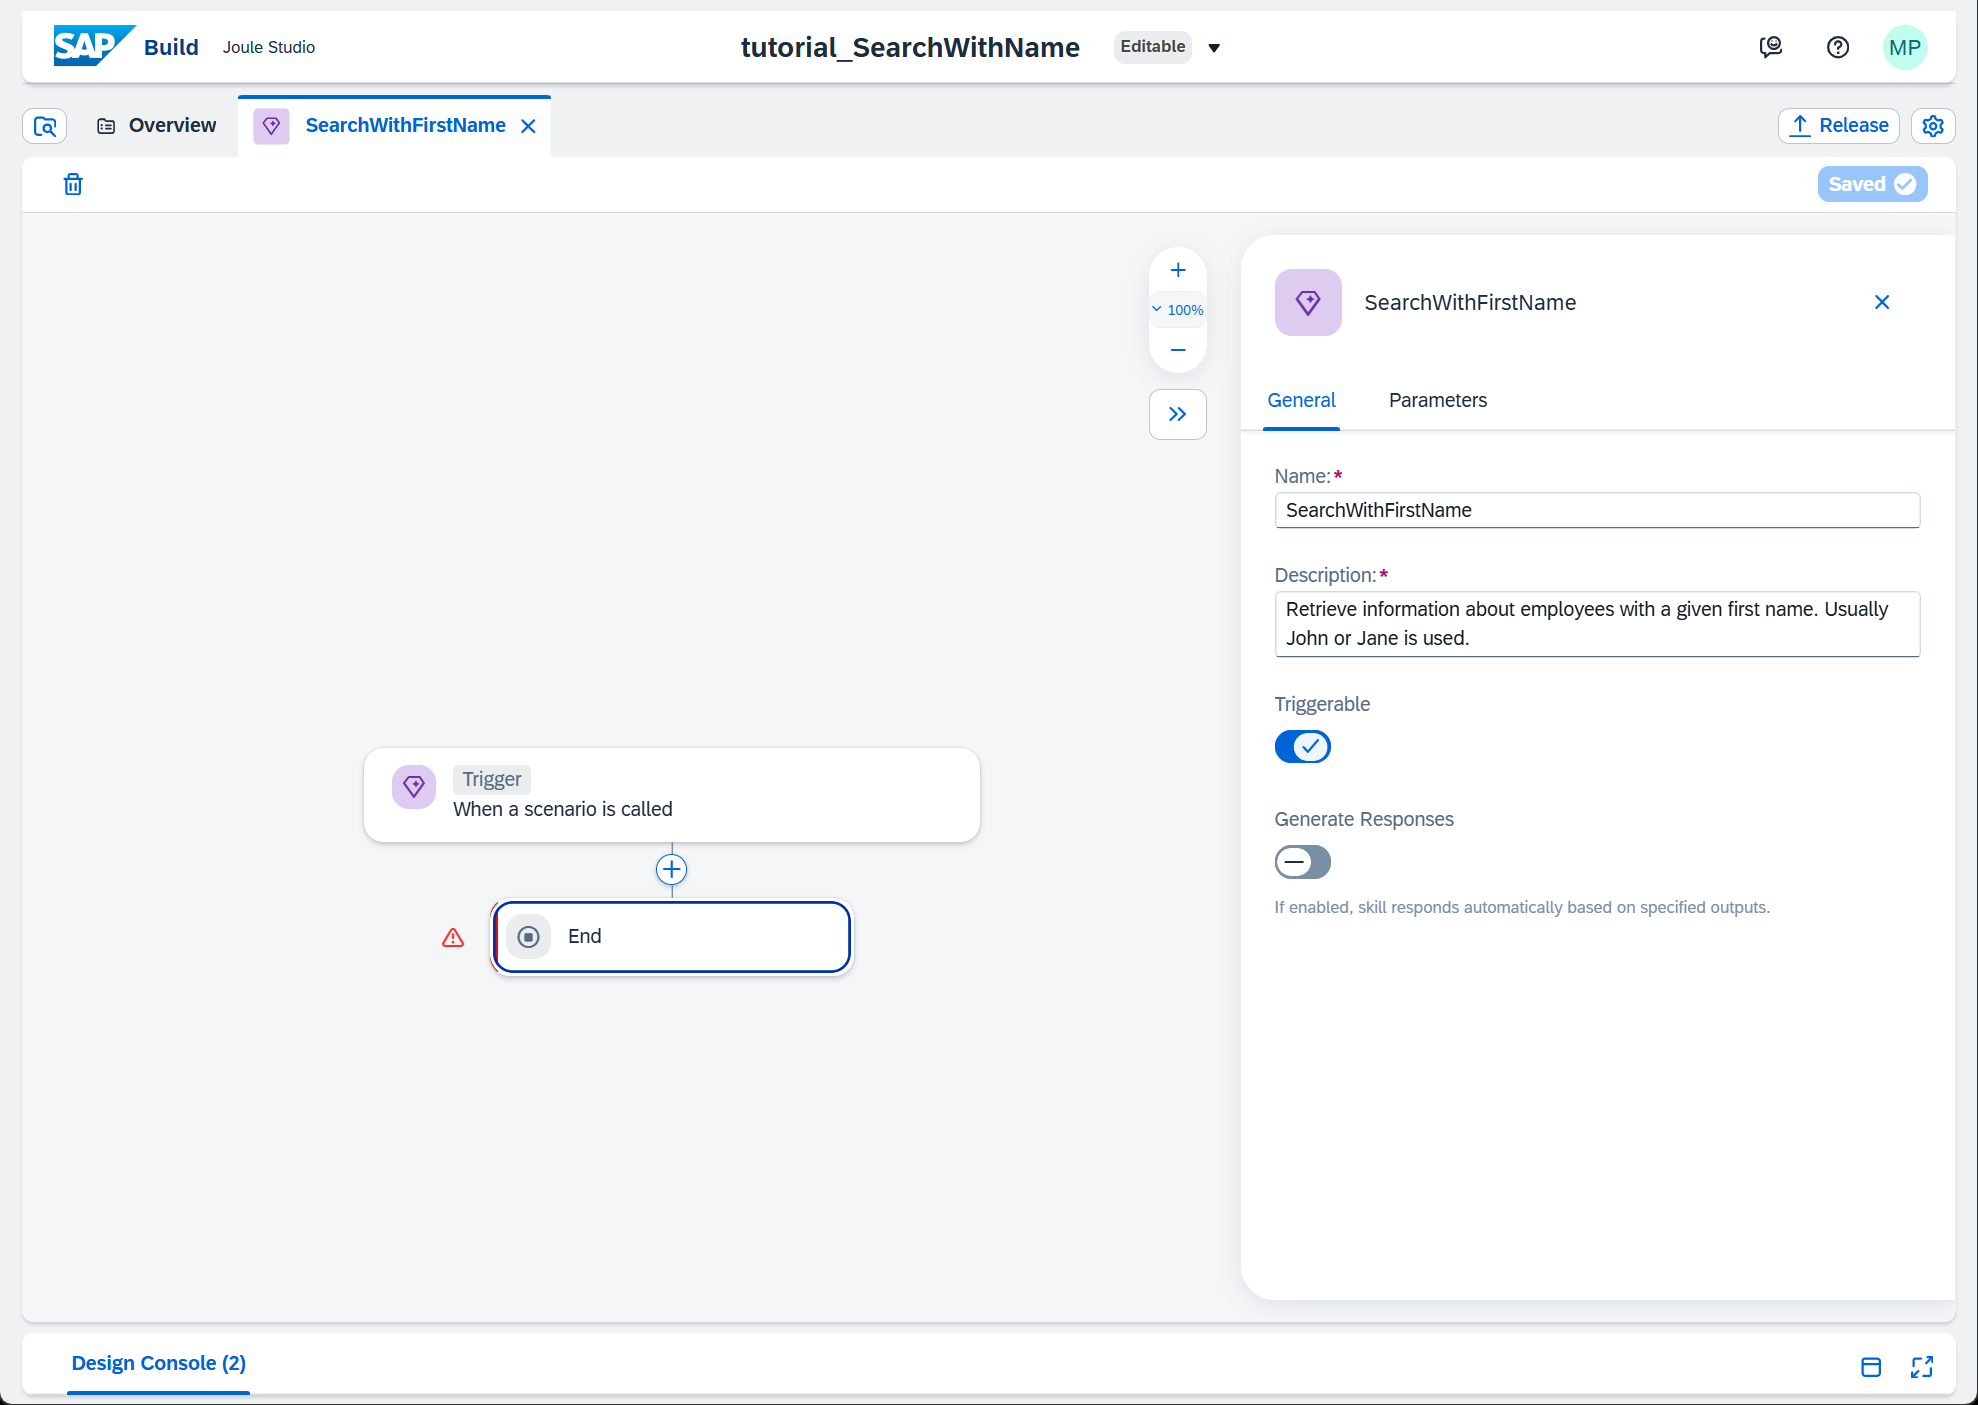 SAP Build Joule Studio
tutorial_SearchWithName Editable
MP
Overview
SearchWithFirstName
Release
Saved
100%
SearchWithFirstName
General Parameters
Name:*
SearchWithFirstName
Description:*
Retrieve information about employees with a given first name. Usually
John or Jane is used.
Triggerable
Generate Responses
If enabled, skill responds automatically based on specified outputs.
Trigger
When a scenario is called
End
Design Console (2)